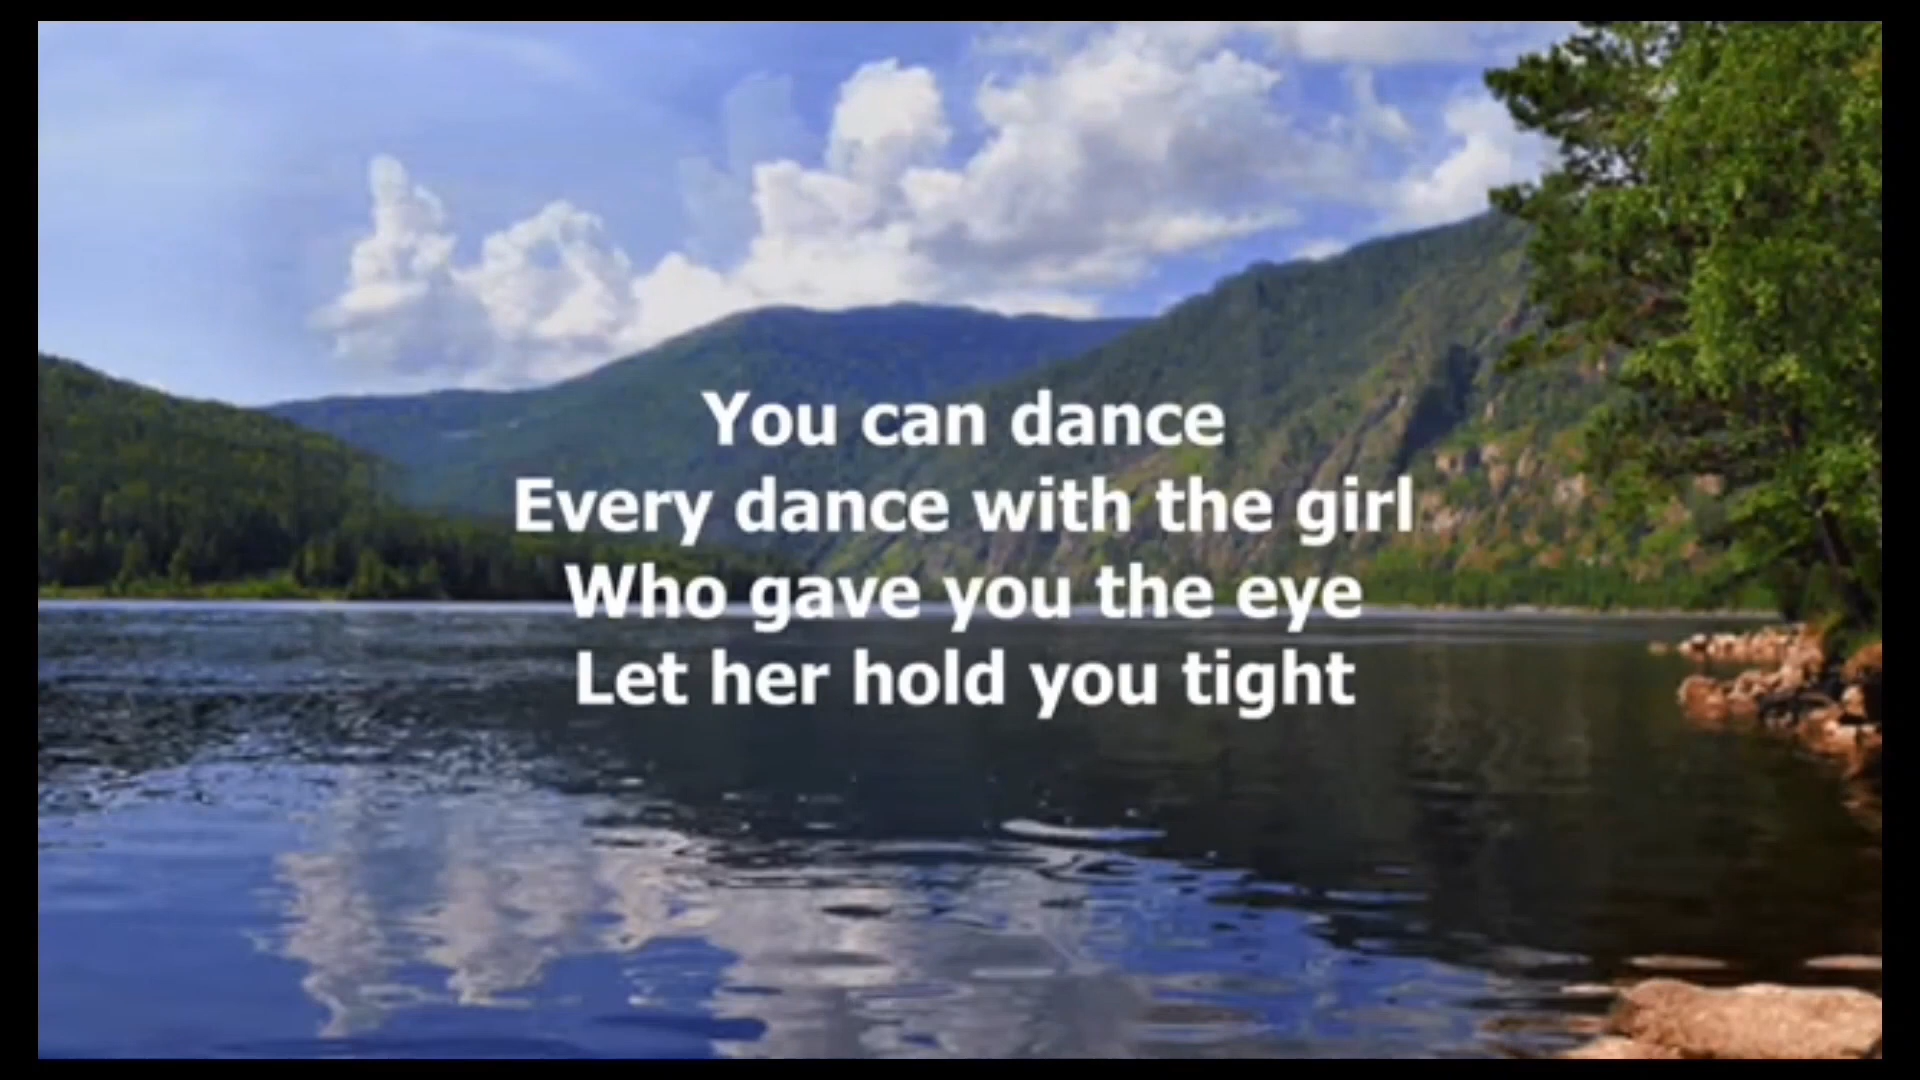 You can dance
Every dance with the girl
Who gave you the eye
Let her hold you tight